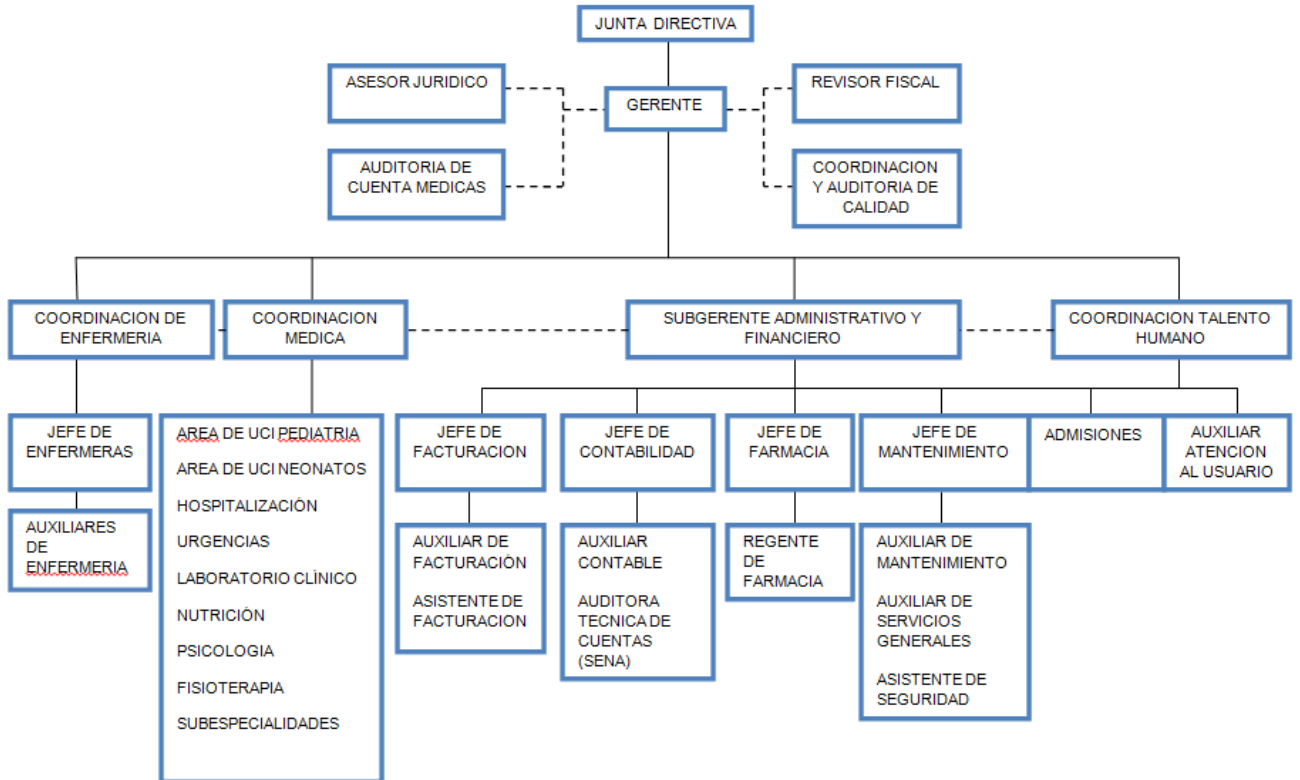 JUNTA DIRECTIVA
ASESOR JURIDICO
GERENTE
REVISOR FISCAL
AUDITORIA DE
CUENTA MEDICAS
COORDINACION
Y AUDITORIA DE
CALIDAD
COORDINACION DE
ENFERMERIA
COORDINACION
MEDICA
SUBGERENTE ADMINISTRATIVO Y
FINANCIERO
COORDINACION TALENTO
HUMANO
JEFE DE
ENFERMERAS
AUXILIARES
DE
ENFERMERIA
AREA DE UCI PEDIATRIA
AREA DE UCI NEONATOS
HOSPITALIZACIÓN
URGENCIAS
LABORATORIO CLÍNICO
NUTRICIÓN
PSICOLOGIA
FISIOTERAPIA
SUBESPECIALIDADES
JEFE DE
FACTURACION
AUXILIAR DE
FACTURACIÓN
ASISTENTE DE
FACTURACION
JEFE DE
CONTABILIDAD
AUXILIAR
CONTABLE
AUDITORA
TECNICA DE
CUENTAS
(SENA)
JEFE DE
FARMACIA
REGENTE
DE
FARMACIA
JEFE DE
MANTENIMIENTO
AUXILIAR DE
MANTENIMIENTO
AUXILIAR DE
SERVICIOS
GENERALES
ASISTENTE DE
SEGURIDAD
ADMISIONES
AUXILIAR
ATENCION
AL USUARIO